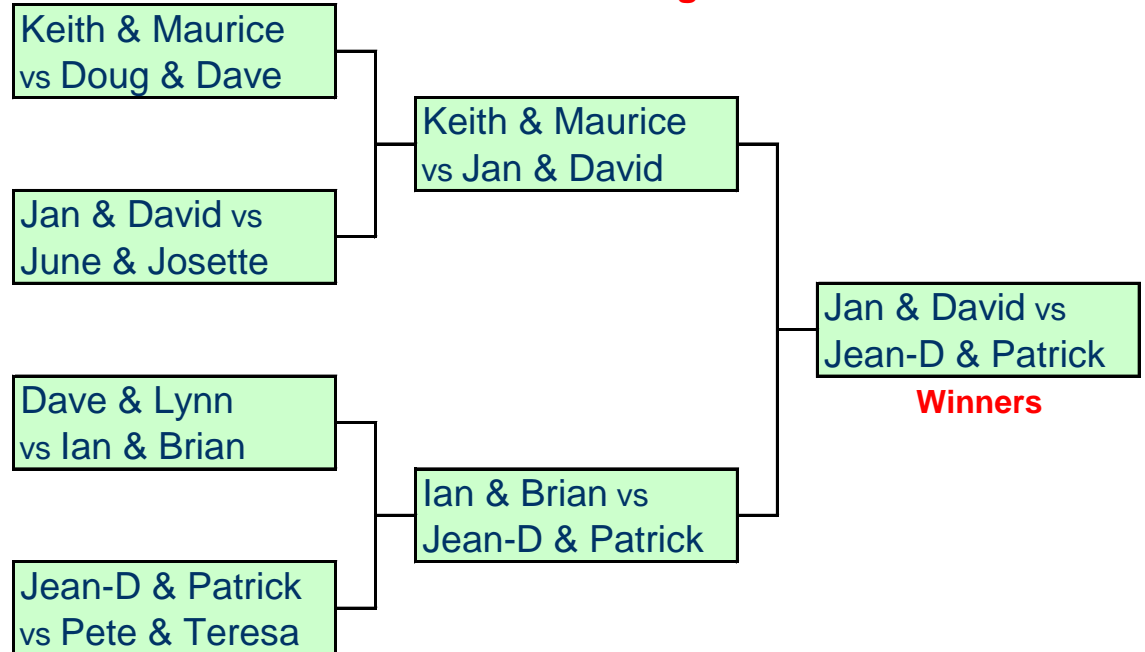 Keith & Maurice
vs Doug & Dave
Keith & Maurice
vs Jan & David
Jan & David vs
June & Josette
Jan & David vs
Jean-D & Patrick
Winners
Dave & Lynn
vs Ian & Brian
Ian & Brian vs
Jean-D & Patrick
Jean-D & Patrick
vs Pete & Teresa